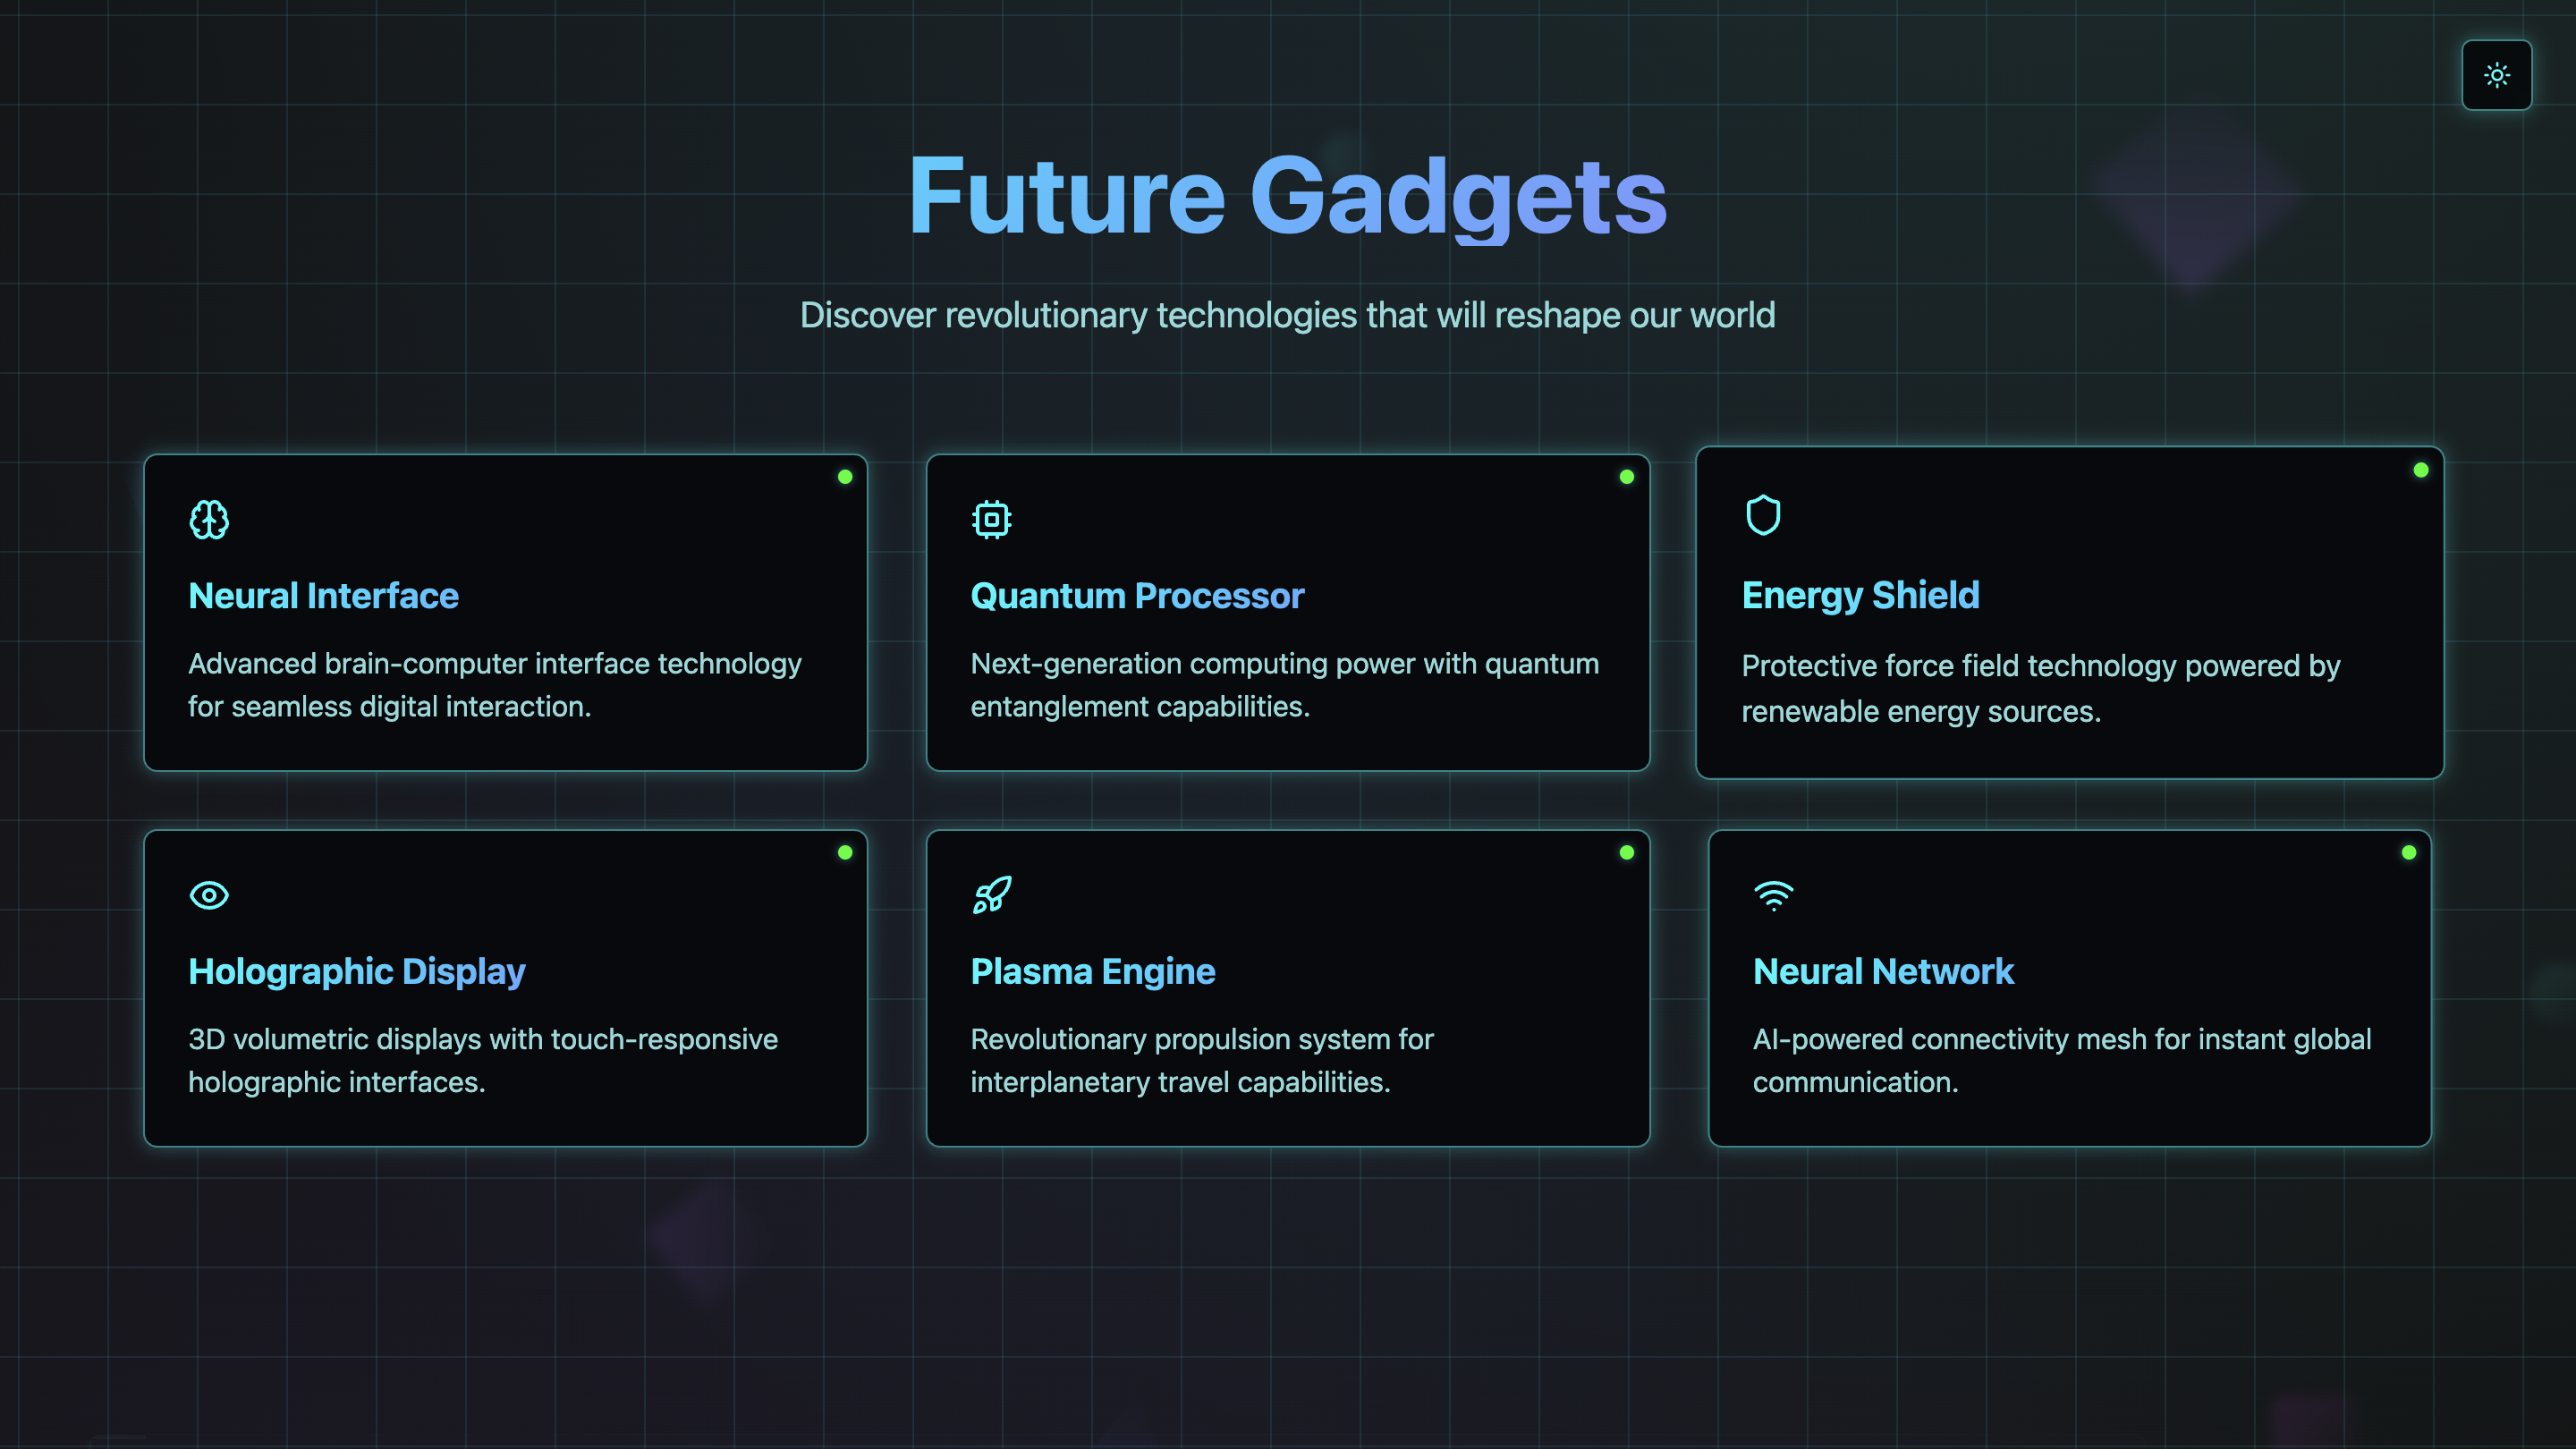 Future Gadgets
Discover revolutionary technologies that will reshape our world
Neural Interface
Advanced brain-computer interface technology
for seamless digital interaction.
Quantum Processor
Next-generation computing power with quantum
entanglement capabilities.
Energy Shield
Protective force field technology powered by
renewable energy sources.
Holographic Display
3D volumetric displays with touch-responsive
holographic interfaces.
Plasma Engine
Revolutionary propulsion system for
interplanetary travel capabilities.
Neural Network
AI-powered connectivity mesh for instant global
communication.